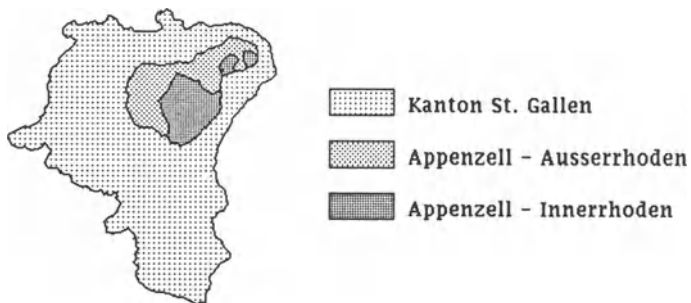 Kanton St. Gallen
Appenzell - Ausserrhoden
Appenzell - Innerrhoden